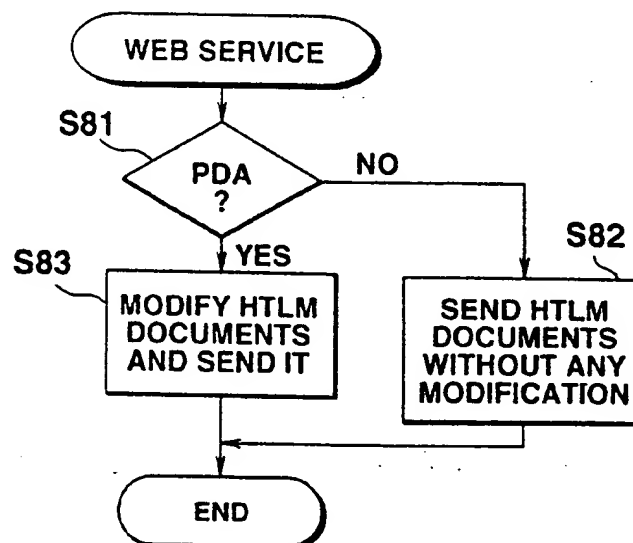 WEB SERVICE
S81
PDA
?
NO
YES
S83
MODIFY HTLM
DOCUMENTS
AND SEND IT
S82
SEND HTLM
DOCUMENTS
WITHOUT ANY
MODIFICATION
END